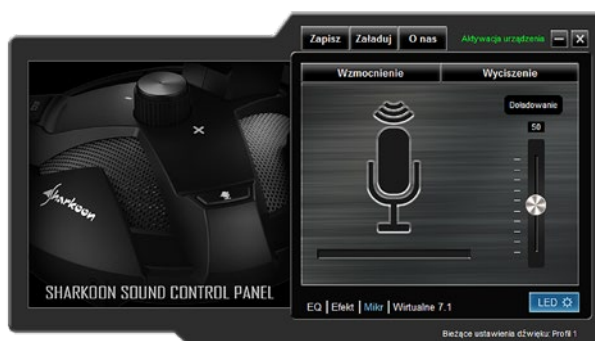 Zapisz Załaduj O nas Aktywacja urządzenia
Wzmocnienie Wyciszenie
Doładowanie
50
Sharkoon
SHARKOON SOUND CONTROL PANEL
EQ | Efekt | Mikr | Wirtualne 7.1
LED
Bieżące ustawienia dźwięku: Profil 1